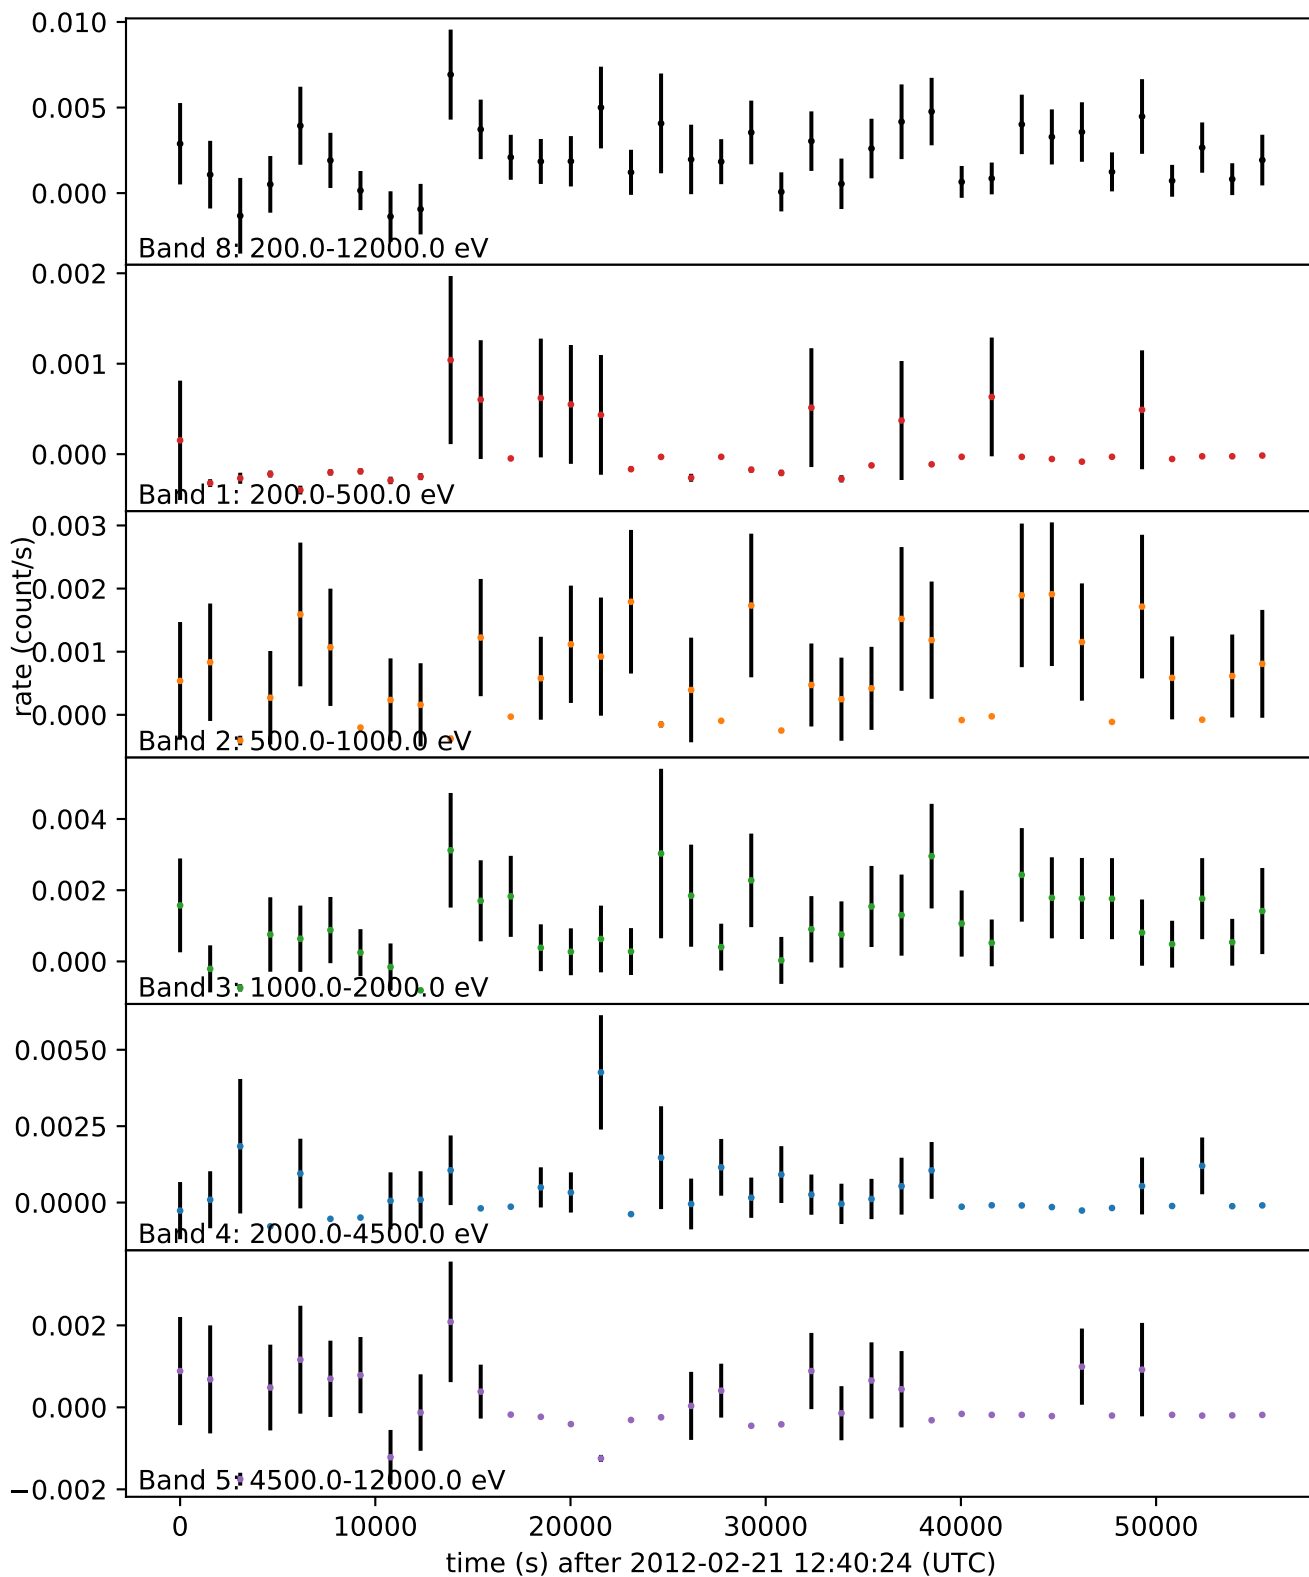 0.010
0.005
0.000
Band 8: 200.0-12000.0 eV
0.002
0.001
0.000
Band 1: 200.0-500.0 eV
rate (count/s)
0.003
0.002
0.001
0.000
Band 2: 500.0-1000.0 eV
0.004
0.002
0.000
Band 3: 1000.0-2000.0 eV
0.0050
0.0025
0.0000
Band 4: 2000.0-4500.0 eV
0.002
0.000
−0.002
Band 5: 4500.0-12000.0 eV
0 10000 20000 30000 40000 50000
time (s) after 2012-02-21 12:40:24 (UTC)